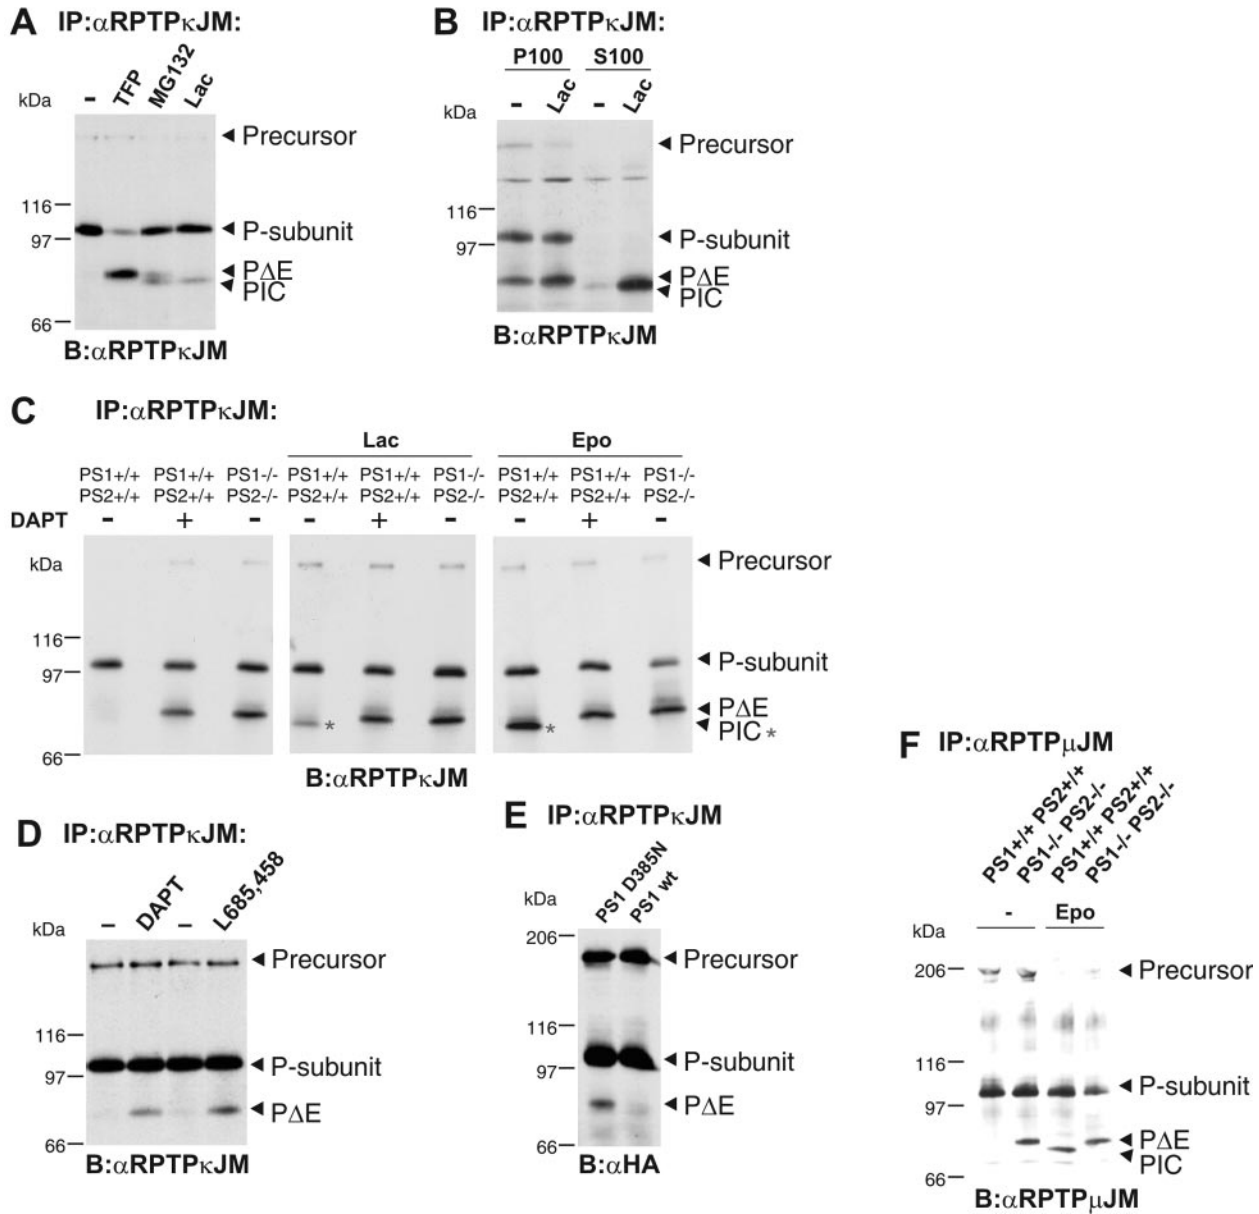 A IP:αRPTPκJM:
kDa
- TFP MG132 Lac
◄ Precursor
116
◄ P-subunit
97
◄ PΔE
◄ PIC
66
B:αRPTPκJM
B IP:αRPTPκJM:
P100 S100
- Lac - Lac
kDa
◄ Precursor
116
◄ P-subunit
97
◄ PΔE
◄ PIC
66
B:αRPTPκJM
C IP:αRPTPκJM:
Lac Epo
PS1+/+ PS1+/+ PS1-/- PS1+/+ PS1+/+ PS1-/- PS1+/+ PS1+/+ PS1-/-
PS2+/+ PS2+/+ PS2-/- PS2+/+ PS2+/+ PS2-/- PS2+/+ PS2+/+ PS2-/-
DAPT - + - - + - - + -
kDa
◄ Precursor
116
◄ P-subunit
97
◄ PΔE
* * ◄ PIC *
66
B:αRPTPκJM
D IP:αRPTPκJM:
- DAPT - L685,458
kDa
◄ Precursor
116
◄ P-subunit
97
◄ PΔE
66
B:αRPTPκJM
E IP:αRPTPκJM
PS1 D385N PS1 wt
kDa
206
◄ Precursor
116
◄ P-subunit
97
◄ PΔE
66
B:αHA
F IP:αRPTPμJM
PS1+/+ PS2+/+
PS1-/- PS2-/-
PS1+/+ PS2+/+
PS1-/- PS2-/-
- Epo
kDa
206 ◄ Precursor
116
◄ P-subunit
97
◄ PΔE
◄ PIC
66
B:αRPTPμJM